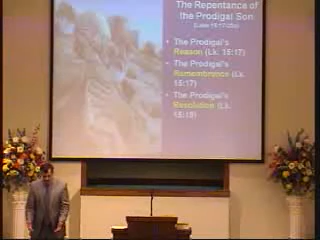 The Repentance of
the Prodigal Son
(Luke 15:17-20a)
• The Prodigal's
Reason (Lk. 15:17)
• The Prodigal's
Remembrance (Lk.
15:17)
• The Prodigal's
Resolution (Lk.
15:18)